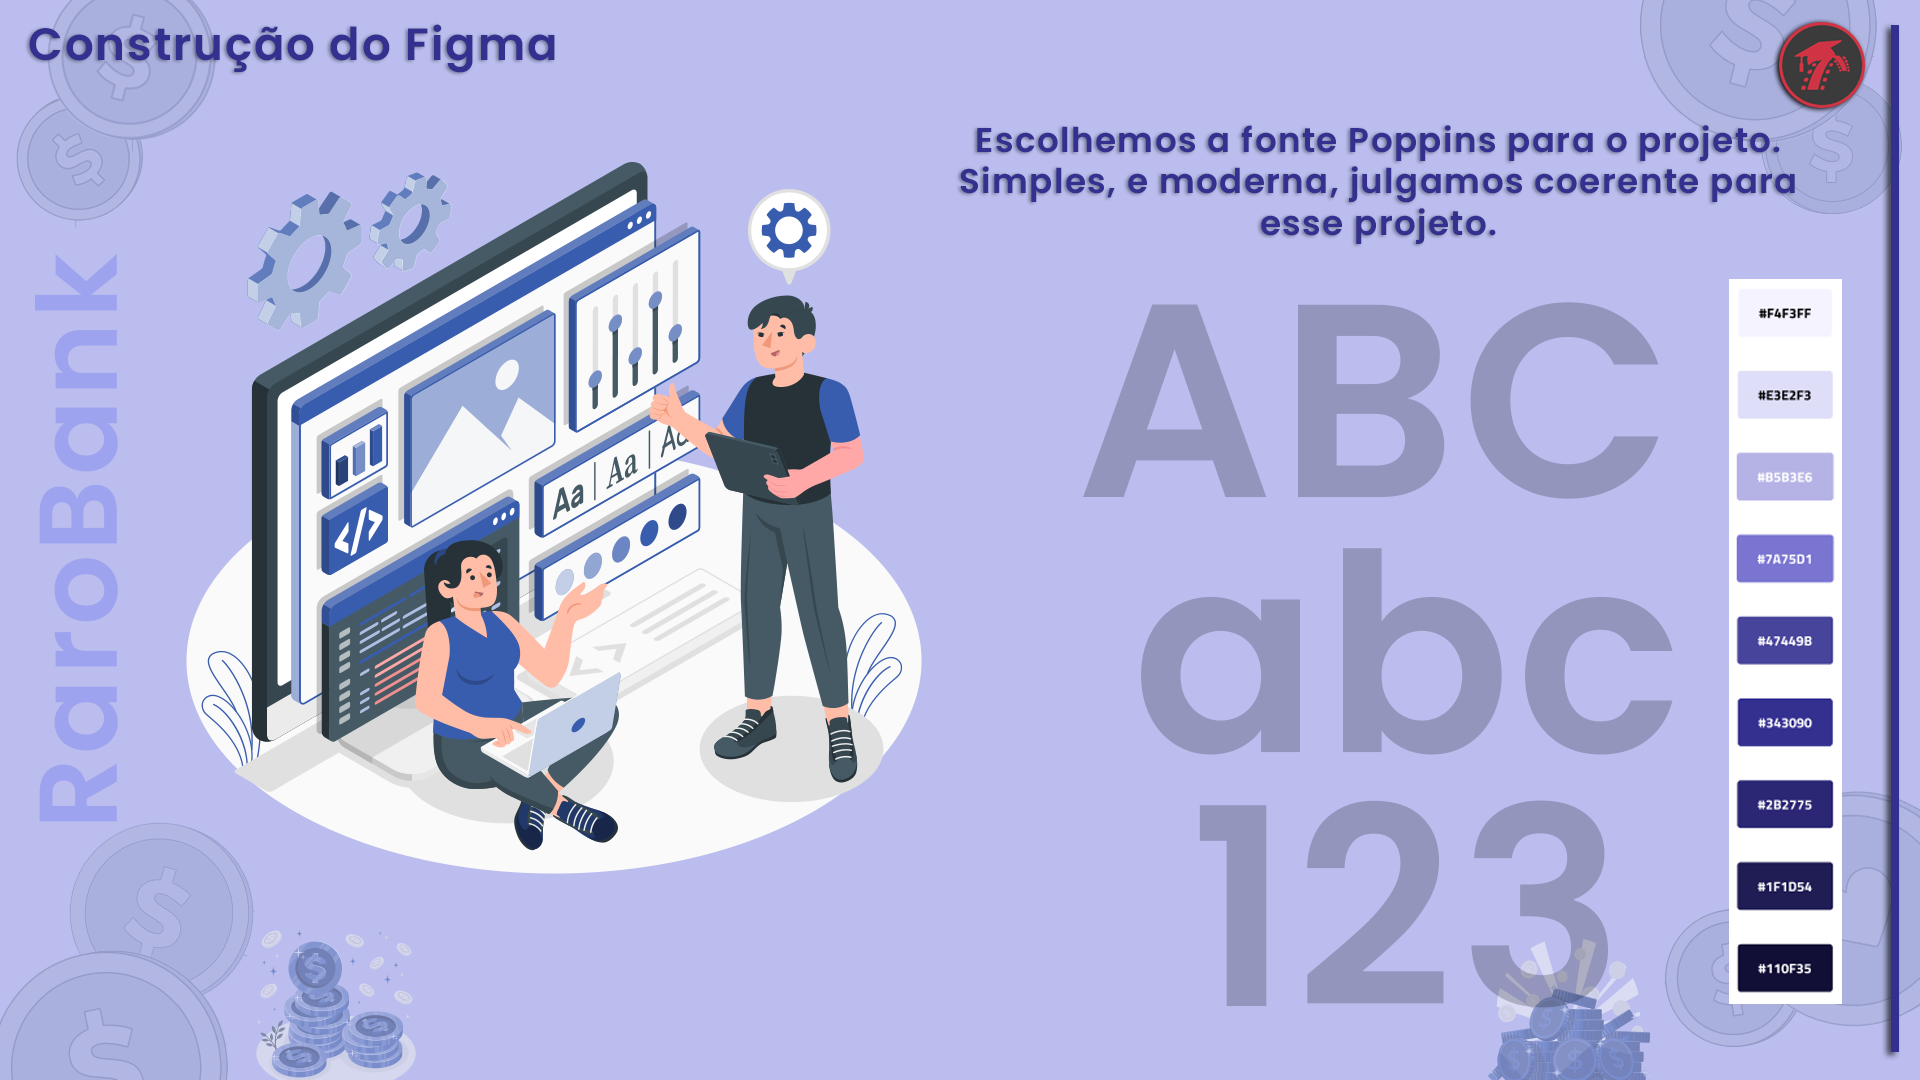 Construção do Figma
Escolhemos a fonte Poppins para o projeto.
Simples, e moderna, julgamos coerente para
esse projeto.
RaroBank
Aa | Aa | Aa
</>
ABC
abc
123
#F4F3FF
#E3E2F3
#B5B3E6
#7A75D1
#47449B
#343090
#2B2775
#1F1D54
#110F35